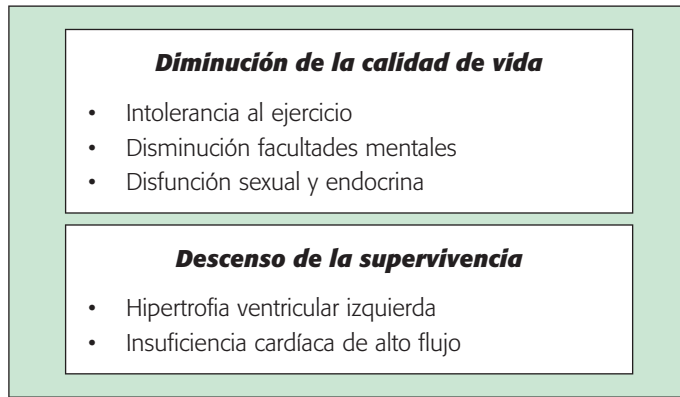 Diminución de la calidad de vida
• Intolerancia al ejercicio
• Disminución facultades mentales
• Disfunción sexual y endocrina
Descenso de la supervivencia
• Hipertrofia ventricular izquierda
• Insuficiencia cardíaca de alto flujo